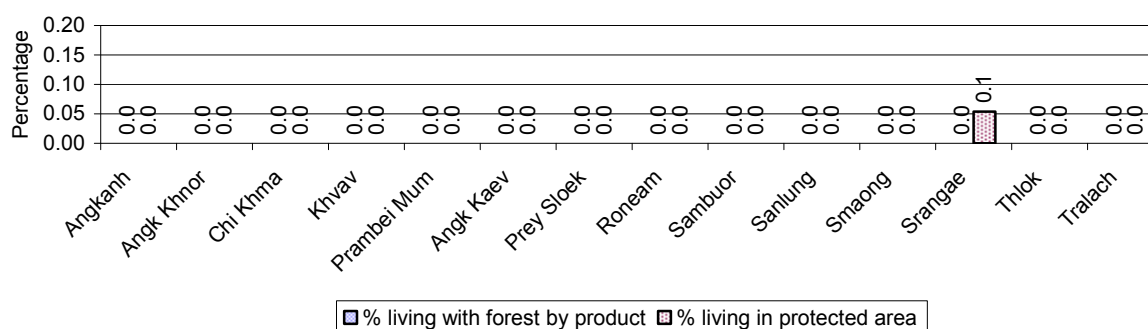 Percentage
0.20
0.15
0.10
0.05
0.00
0.0 0.0 0.0 0.0 0.0 0.0 0.0 0.0 0.0 0.0 0.0 0.0 0.0 0.0 0.0 0.0 0.0 0.0 0.0 0.0 0.0 0.0 0.0 0.1 0.0 0.0 0.0 0.0
Angkanh
Angk Khnor
Chi Khma
Khvav
Prambei Mum
Angk Kaev
Prey Sloek
Roneam
Sambuor
Sanlung
Smaong
Srangae
Thlok
Tralach
% living with forest by product % living in protected area